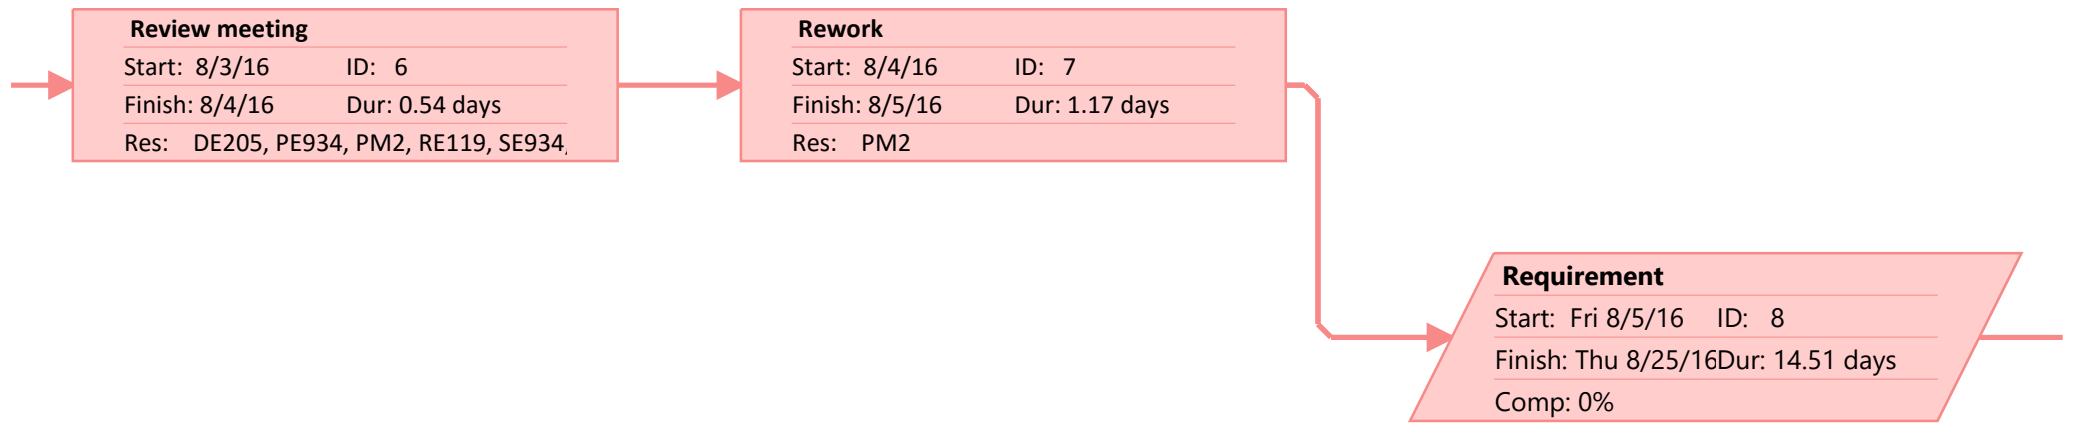 Review meeting
Start: 8/3/16 ID: 6
Finish: 8/4/16 Dur: 0.54 days
Res: DE205, PE934, PM2, RE119, SE934,
Rework
Start: 8/4/16 ID: 7
Finish: 8/5/16 Dur: 1.17 days
Res: PM2
Requirement
Start: Fri 8/5/16 ID: 8
Finish: Thu 8/25/16 Dur: 14.51 days
Comp: 0%